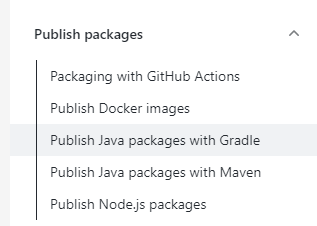 Publish packages
Packaging with GitHub Actions
Publish Docker images
Publish Java packages with Gradle
Publish Java packages with Maven
Publish Node.js packages